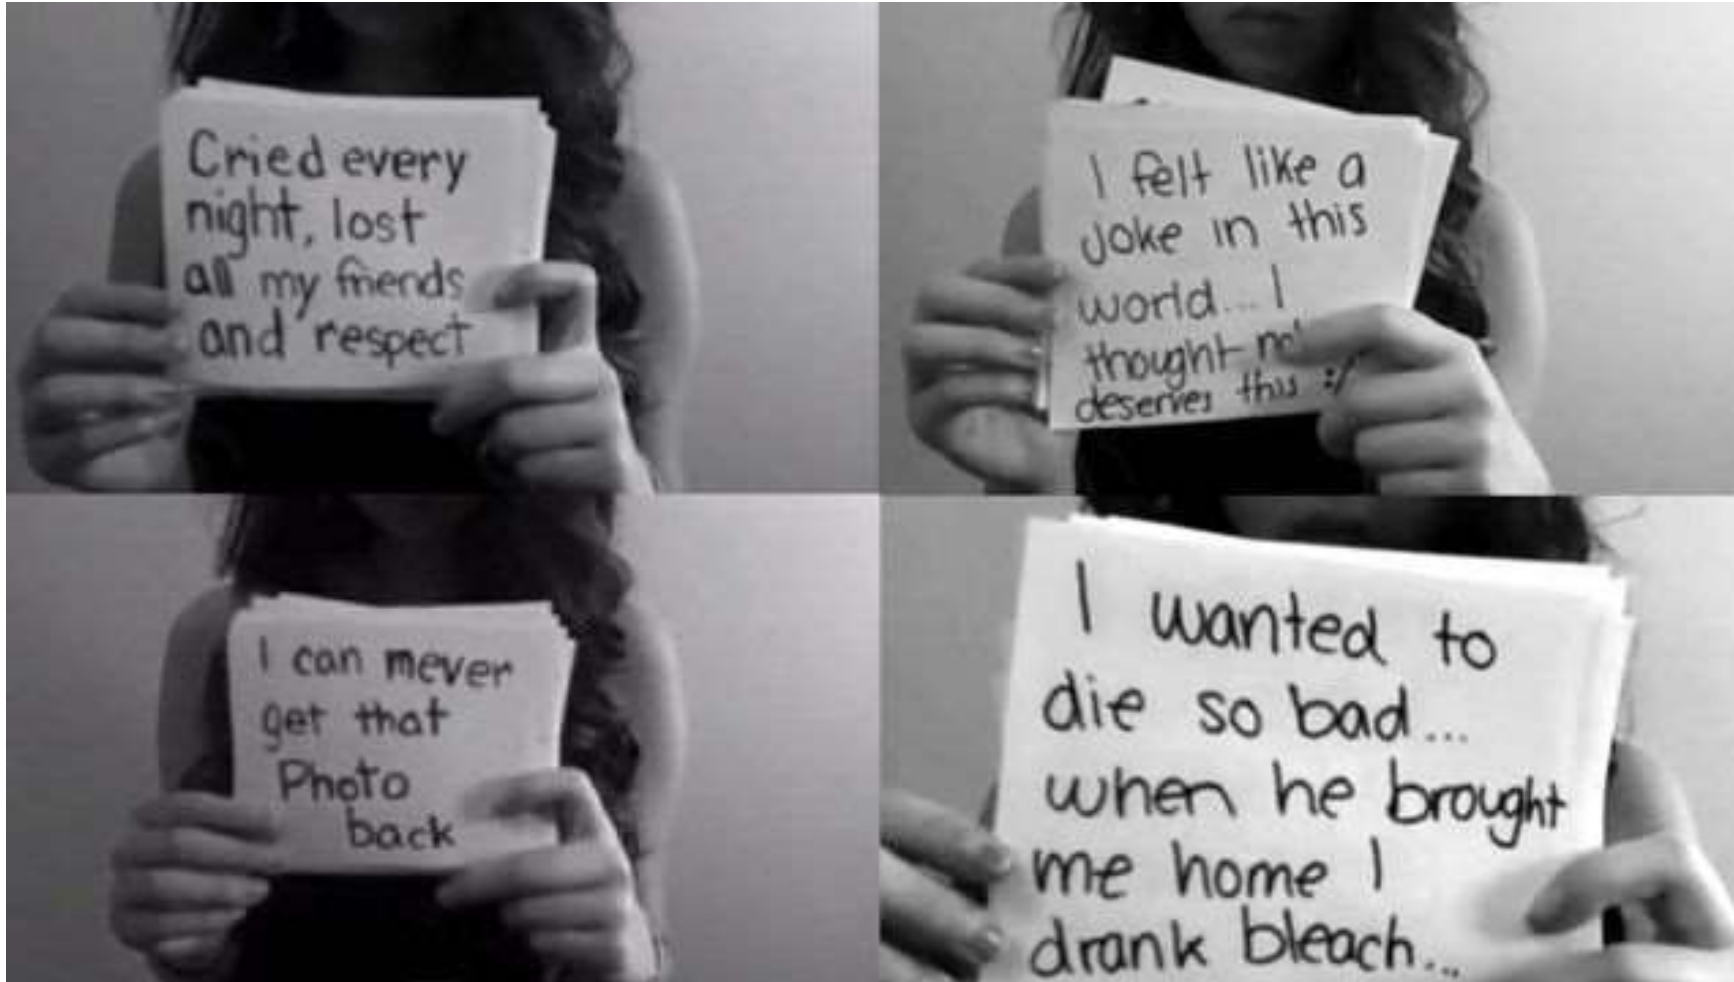 Cried every
night, lost
all my friends
and respect
I felt like a
joke in this
world... I
thought
deserves this :/
I can never
get that
Photo
back
I wanted to
die so bad...
when he brought
me home I
drank bleach...